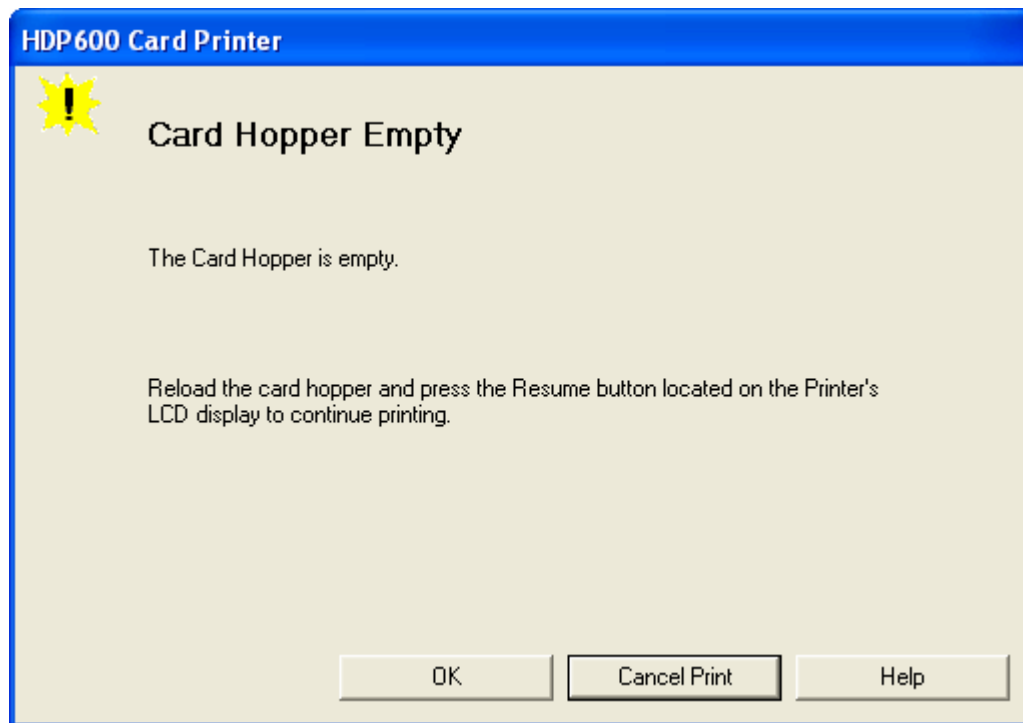 HDP600 Card Printer
!
Card Hopper Empty
The Card Hopper is empty.
Reload the card hopper and press the Resume button located on the Printer's
LCD display to continue printing.
OK Cancel Print Help